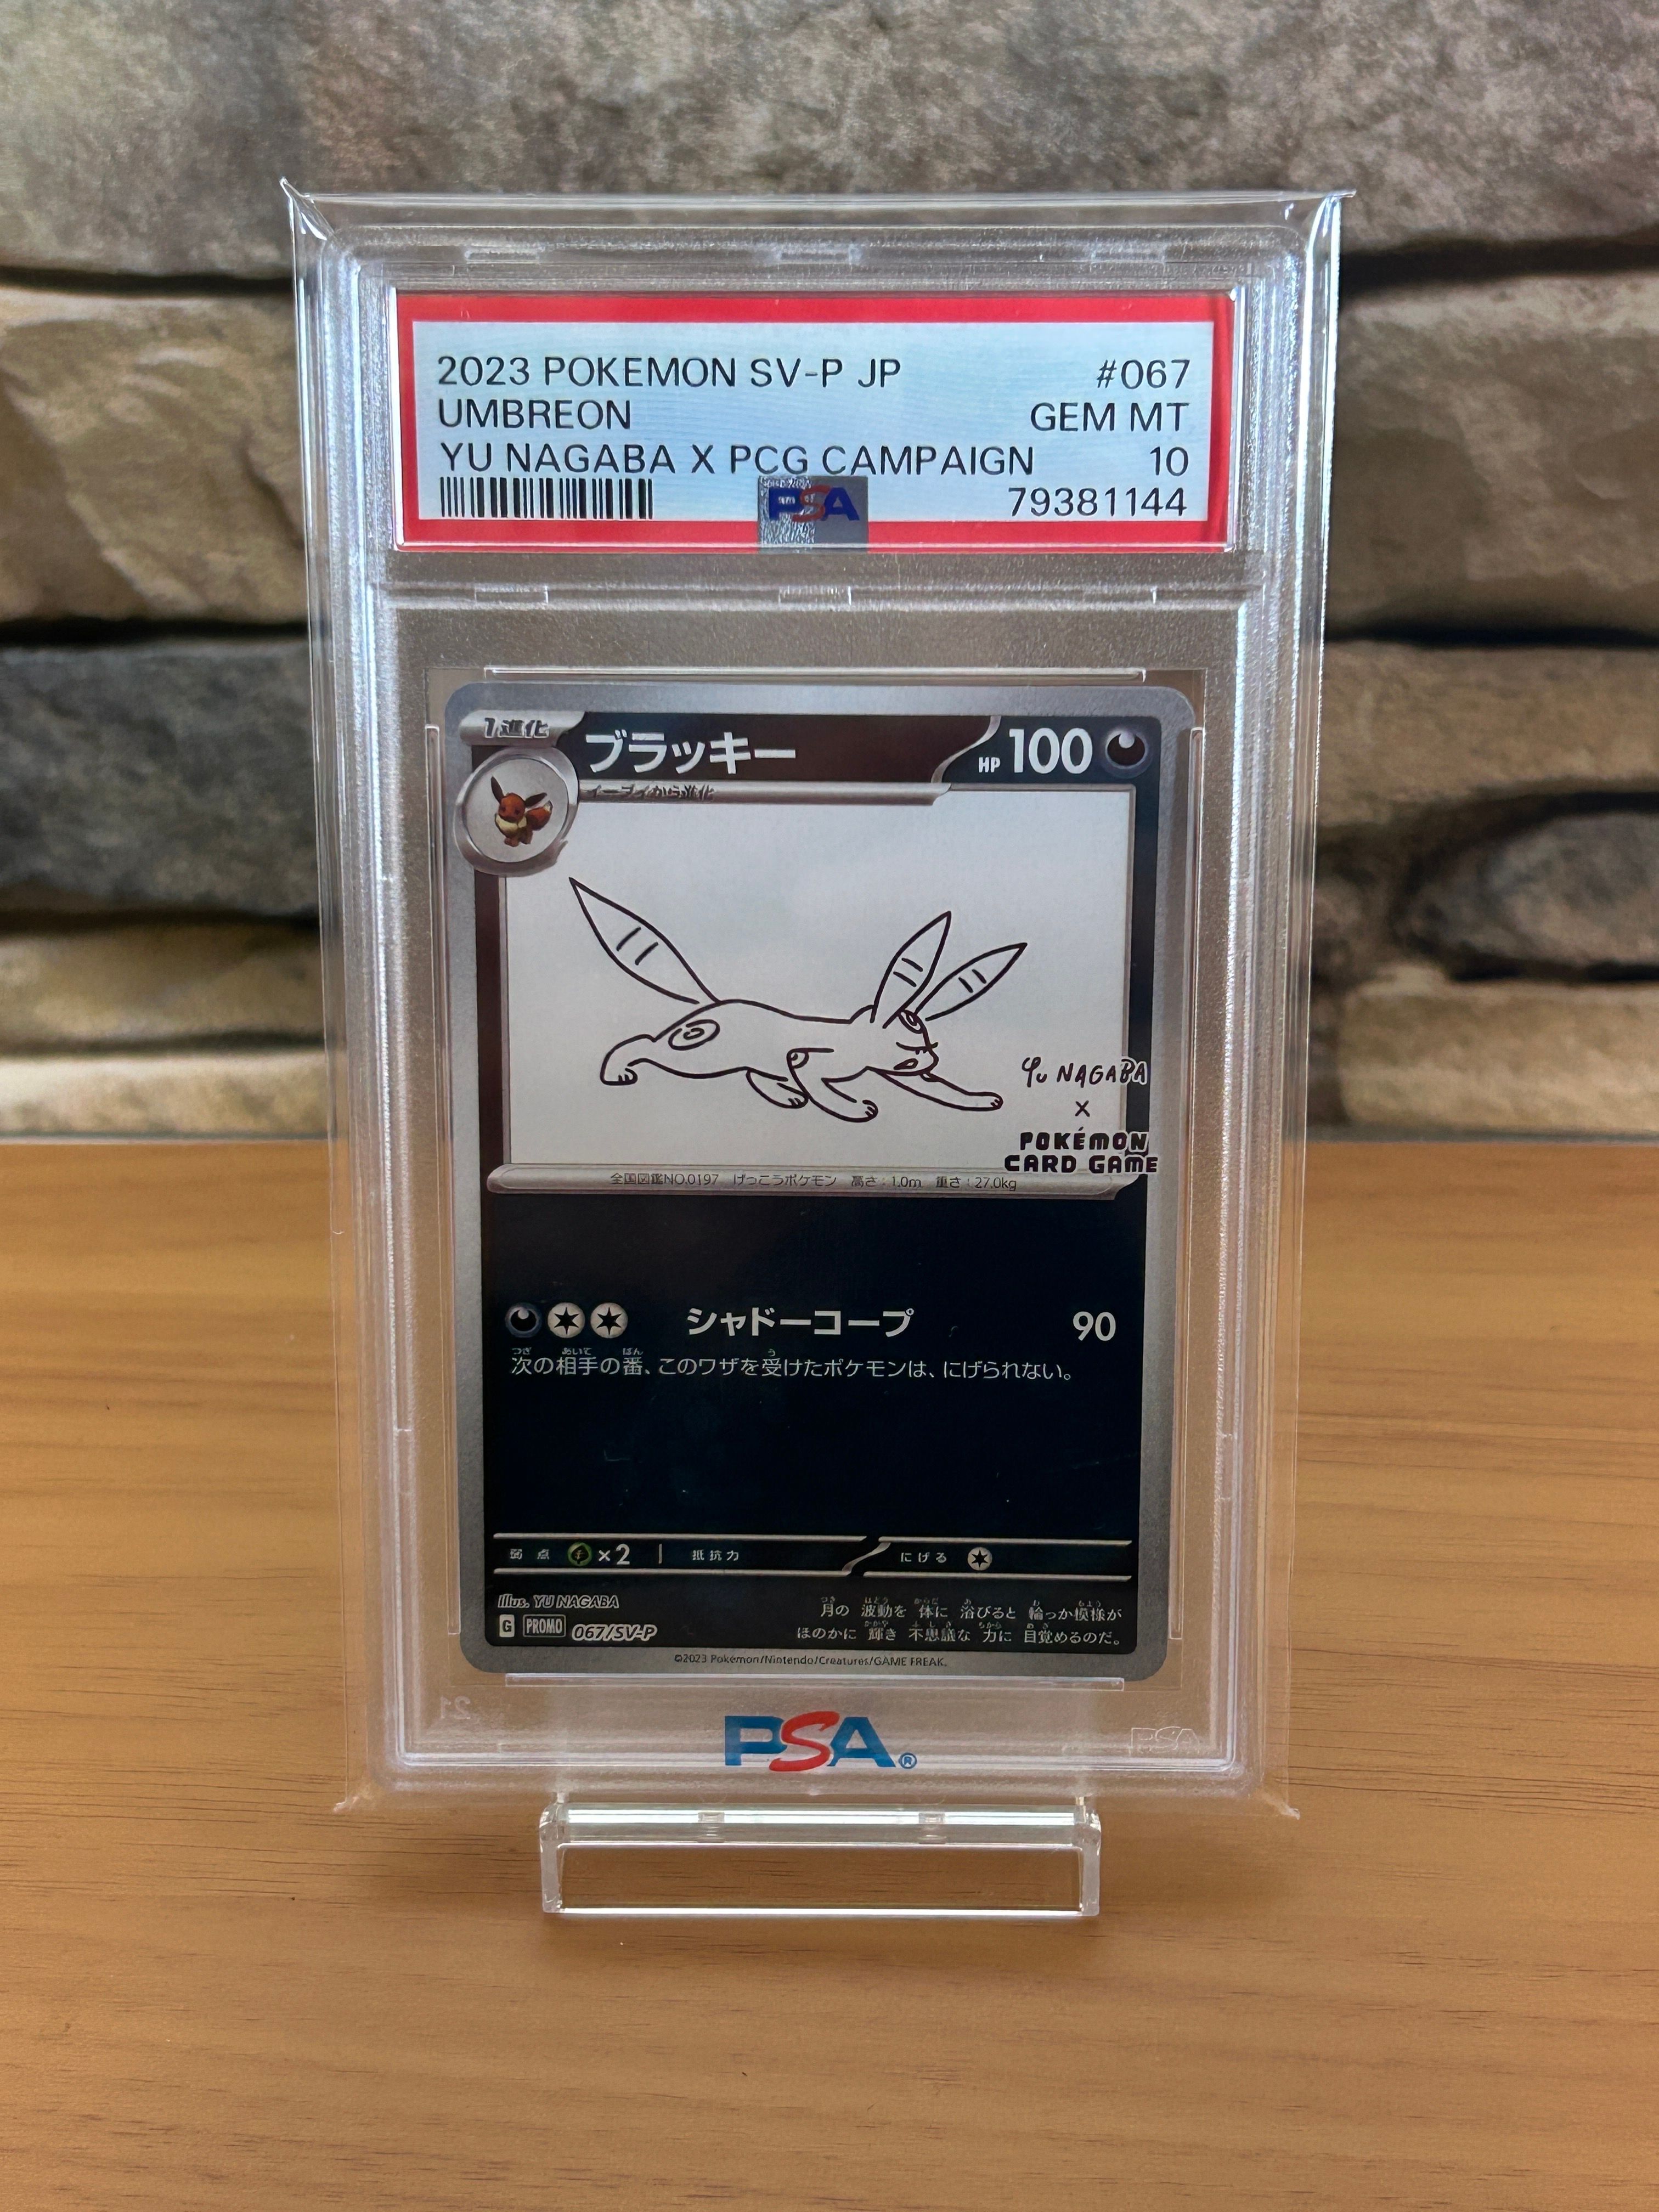 2023 POKEMON SV-P JP #067
UMBREON GEM MT
YU NAGABA X PCG CAMPAIGN 10
PSA 79381144
1進化 ブラッキー HP 100
イーブイから進化
YU NAGABA
X
POKÉMON
CARD GAME
全国図鑑NO.0197 げっこうポケモン 高さ:1.0m 重さ:27.0kg
シャドーコープ 90
次の相手の番、このワザを受けたポケモンは、にげられない。
弱点 ×2 抵抗力 にげる
Illus. YU NAGABA
G PROMO 067/SV-P
月の 波動を 体に 浴びると 輪っか模様が
ほのかに 輝き 不思議な 力に 目覚めるのだ。
©2023 Pokémon/Nintendo/Creatures/GAME FREAK.
21
PSA®
PSA